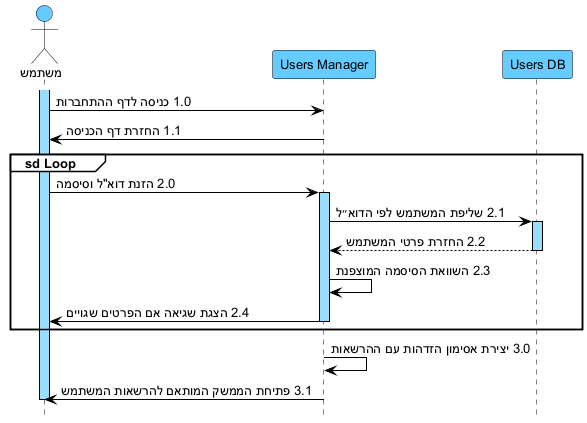 משתמש
Users Manager
Users DB
1.0 כניסה לדף ההתחברות
1.1 החזרת דף הכניסה
sd Loop
2.0 הזנת דוא"ל וסיסמה
2.1 שליפת המשתמש לפי הדוא״ל
2.2 החזרת פרטי המשתמש
2.3 השוואת הסיסמה המוצפנת
2.4 הצגת שגיאה אם הפרטים שגויים
3.0 יצירת אסימון הזדהות עם ההרשאות
3.1 פתיחת הממשק המותאם להרשאות המשתמש